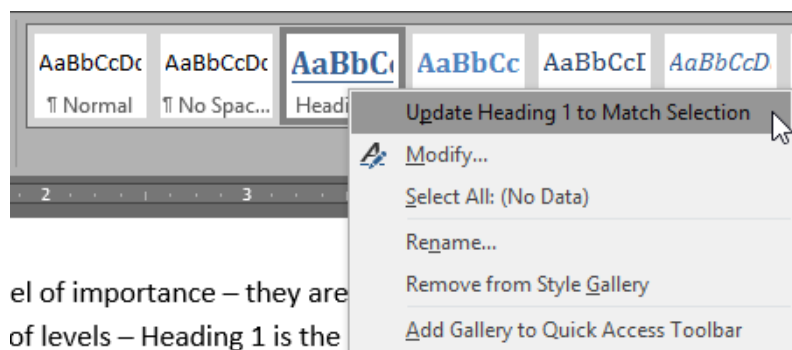 AaBbCcDc AaBbCcDc AaBbC AaBbCc AaBbCcI AaBbCcD
¶ Normal ¶ No Spac... Headi
Update Heading 1 to Match Selection
Modify...
Select All: (No Data)
Rename...
Remove from Style Gallery
Add Gallery to Quick Access Toolbar
2 3
el of importance – they are
of levels – Heading 1 is the